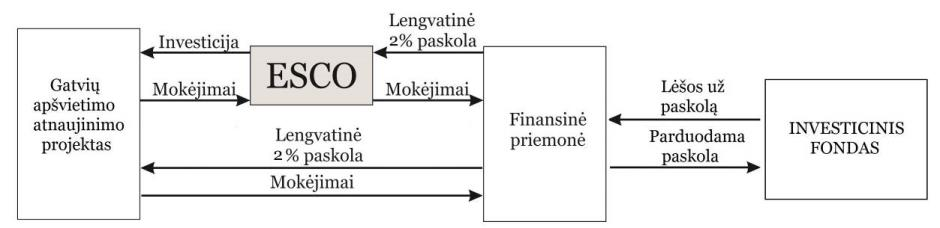 Gatvių
apšvietimo
atnaujinimo
projektas
Investicija
Mokėjimai
ESCO
Lengvatinė
2% paskola
Mokėjimai
Lengvatinė
2% paskola
Mokėjimai
Finansinė
priemonė
Lėšos už
paskolą
Parduodama
paskola
INVESTICINIS
FONDAS